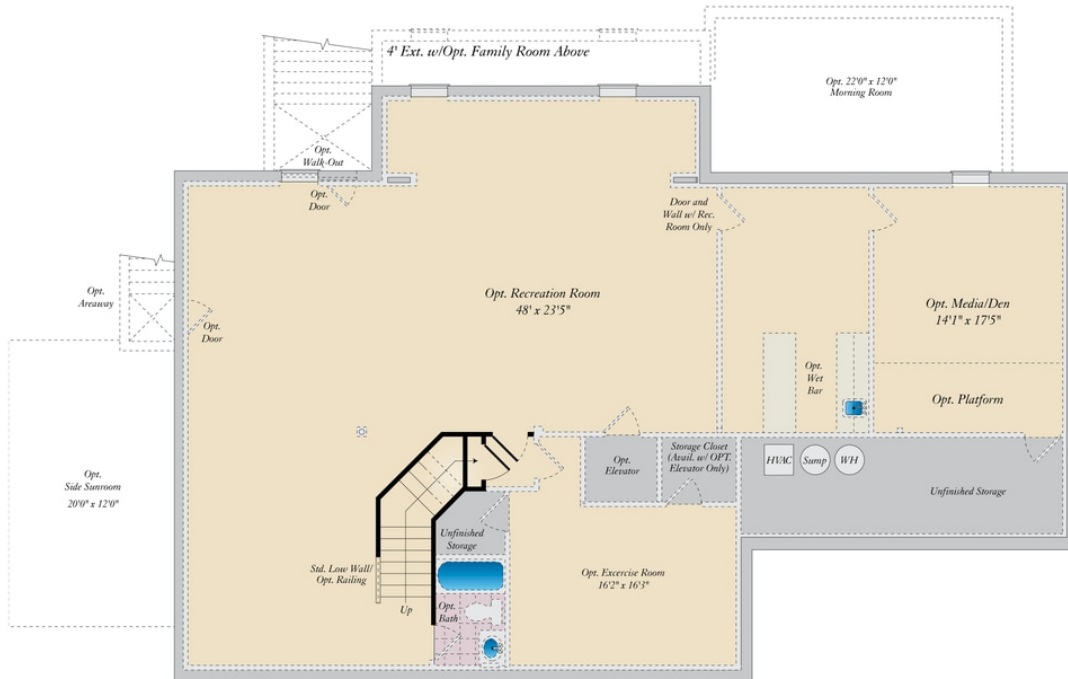 4' Ext. w/Opt. Family Room Above
Opt. 22'0" x 12'0"
Morning Room
Opt.
Walk-Out
Opt.
Door
Door and
Wall w/ Rec.
Room Only
Opt.
Areaway
Opt.
Door
Opt. Recreation Room
48' x 23'5"
Opt. Media/Den
14'1" x 17'5"
Opt.
Wet
Bar
Opt. Platform
Opt.
Side Sunroom
20'0" x 12'0"
Opt.
Elevator
Storage Closet
(Avail. w/ OPT.
Elevator Only)
HVAC
Sump
WH
Unfinished Storage
Unfinished
Storage
Std. Low Wall/
Opt. Railing
Up
Opt.
Bath
Opt. Excercise Room
16'2" x 16'3"